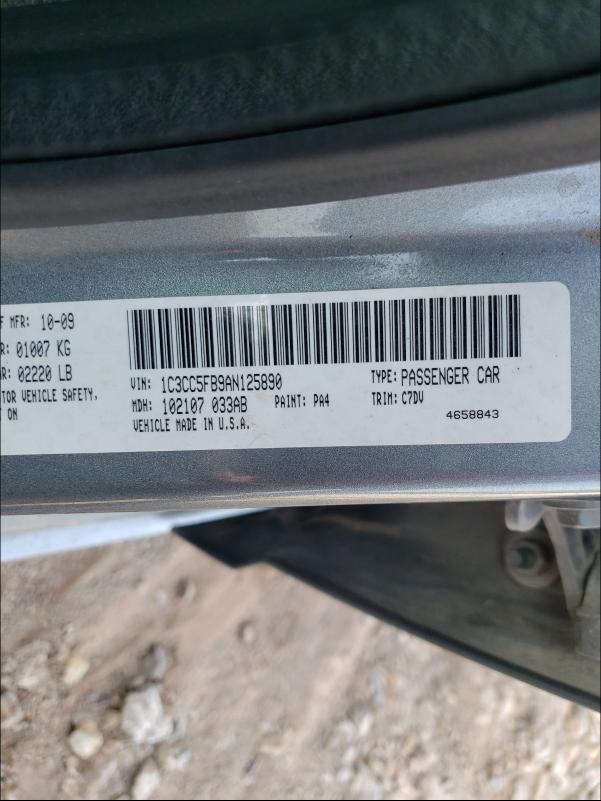 F MFR: 10-09
R: 01007 KG
R 02220 LB
TOR VEHICLE SAFETY,
T ON
VIN: 1C3CC5FB9AN125890 TYPE: PASSENGER CAR
MDH: 102107 033AB PAINT: PA4 TRIM: C7DV
VEHICLE MADE IN U.S.A. 4658843